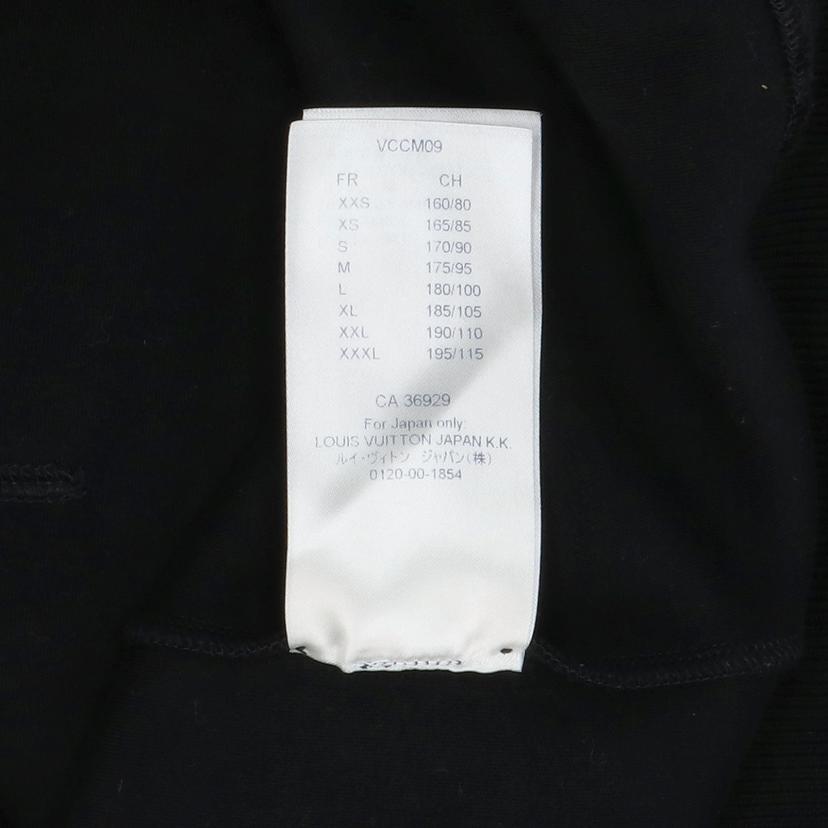 VCCM09
FR CH
XXS 160/80
XS 165/85
S 170/90
M 175/95
L 180/100
XL 185/105
XXL 190/110
XXXL 195/115
CA 36929
For Japan only:
LOUIS VUITTON JAPAN K.K.
ルイ・ヴィトン ジャパン(株)
0120-00-1854